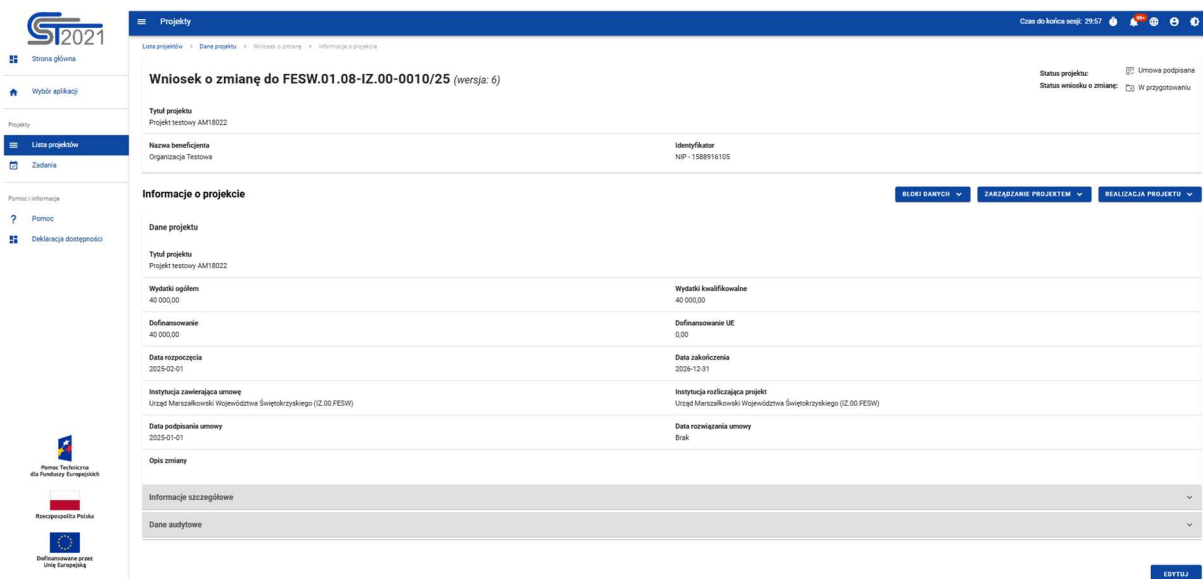 CST2021
Strona główna
Wybór aplikacji
Projekty
Lista projektów
Zadania
Pomoc i informacje
? Pomoc
Deklaracja dostępności
Pomoc Techniczna
dla Funduszy Europejskich
Rzeczpospolita Polska
Dofinansowane przez
Unię Europejską
Projekty
Czas do końca sesji: 29:57
99+
Lista projektów > Dane projektu > Wniosek o zmianę > Informacje o projekcie
Wniosek o zmianę do FESW.01.08-IZ.00-0010/25 (wersja: 6)
Status projektu: Umowa podpisana
Status wniosku o zmianę: W przygotowaniu
Tytuł projektu
Projekt testowy AM18022
Nazwa beneficjenta Identyfikator
Organizacja Testowa NIP - 1588916105
Informacje o projekcie
BLOKI DANYCH ZARZĄDZANIE PROJEKTEM REALIZACJA PROJEKTU
Dane projektu
Tytuł projektu
Projekt testowy AM18022
Wydatki ogółem Wydatki kwalifikowalne
40 000,00 40 000,00
Dofinansowanie Dofinansowanie UE
40 000,00 0,00
Data rozpoczęcia Data zakończenia
2025-02-01 2026-12-31
Instytucja zawierająca umowę Instytucja rozliczająca projekt
Urząd Marszałkowski Województwa Świętokrzyskiego (IZ.00.FESW) Urząd Marszałkowski Województwa Świętokrzyskiego (IZ.00.FESW)
Data podpisania umowy Data rozwiązania umowy
2025-01-01 Brak
Opis zmiany
Informacje szczegółowe
Dane audytowe
EDYTUJ